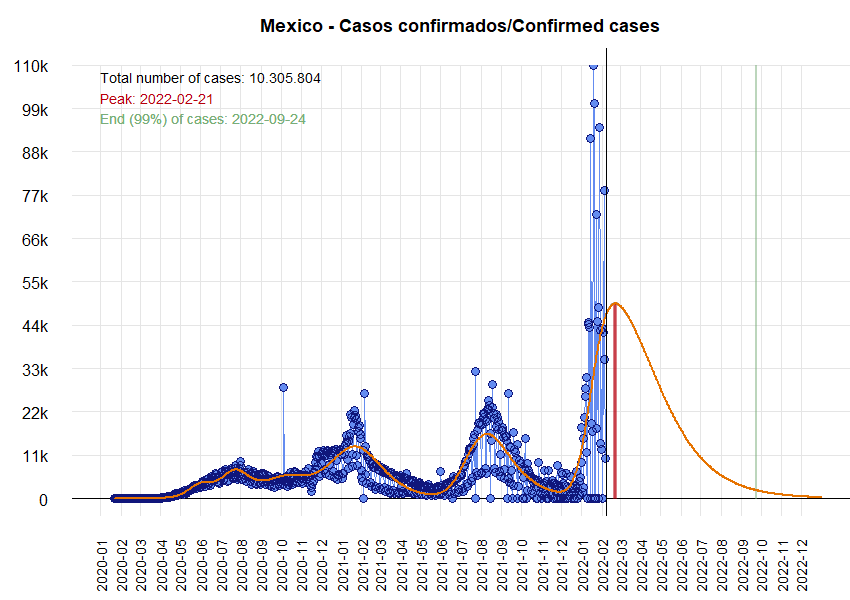 Mexico - Casos confirmados/Confirmed cases
110k
99k
88k
77k
66k
55k
44k
33k
22k
11k
0
Total number of cases: 10.305.804
Peak: 2022-02-21
End (99%) of cases: 2022-09-24
2020-01
2020-02
2020-03
2020-04
2020-05
2020-06
2020-07
2020-08
2020-09
2020-10
2020-11
2020-12
2021-01
2021-02
2021-03
2021-04
2021-05
2021-06
2021-07
2021-08
2021-09
2021-10
2021-11
2021-12
2022-01
2022-02
2022-03
2022-04
2022-05
2022-06
2022-07
2022-08
2022-09
2022-10
2022-11
2022-12